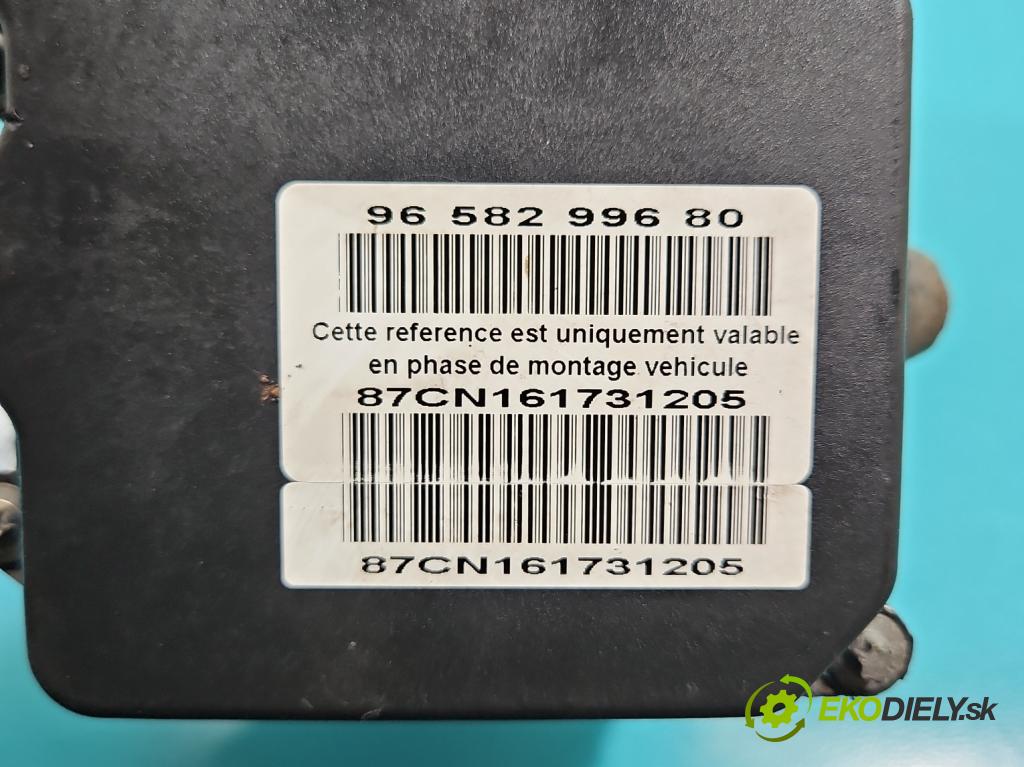 96 582 996 80
Cette reference est uniquement valable
en phase de montage vehicule
87CN161731205
87CN161731205
EKODIELY.sk